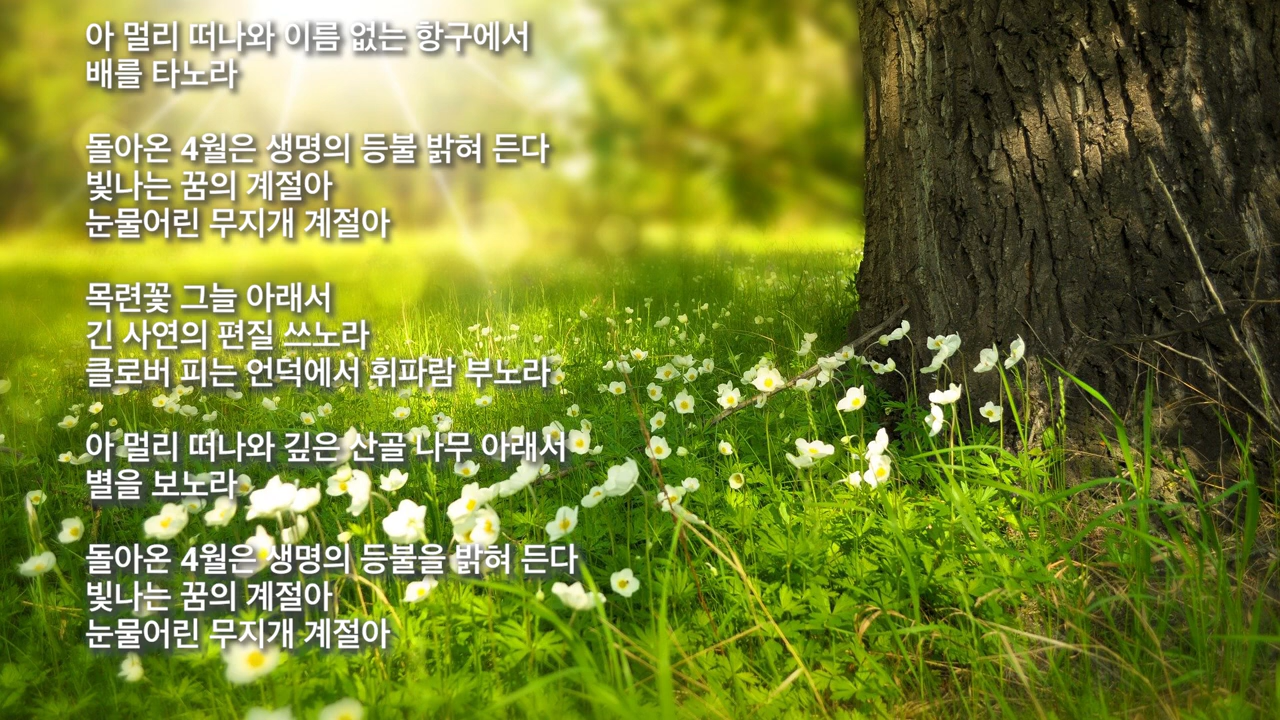 아 멀리 떠나와 이름 없는 항구에서
배를 타노라
돌아온 4월은 생명의 등불 밝혀 든다
빛나는 꿈의 계절아
눈물어린 무지개 계절아
목련꽃 그늘 아래서
긴 사연의 편질 쓰노라
클로버 피는 언덕에서 휘파람 부노라
아 멀리 떠나와 깊은 산골 나무 아래서
별을 보노라
돌아온 4월은 생명의 등불을 밝혀 든다
빛나는 꿈의 계절아
눈물어린 무지개 계절아